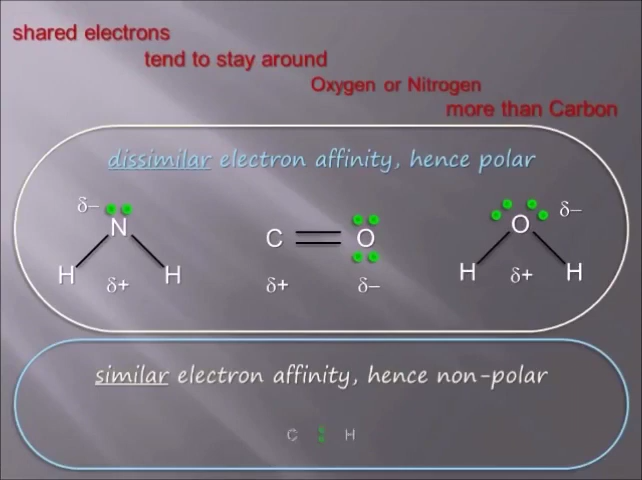 shared electrons
tend to stay around
Oxygen or Nitrogen
more than Carbon
dissimilar electron affinity, hence polar
δ– N H H δ+
C O δ+ δ–
O δ– H H δ+
similar electron affinity, hence non-polar
C H